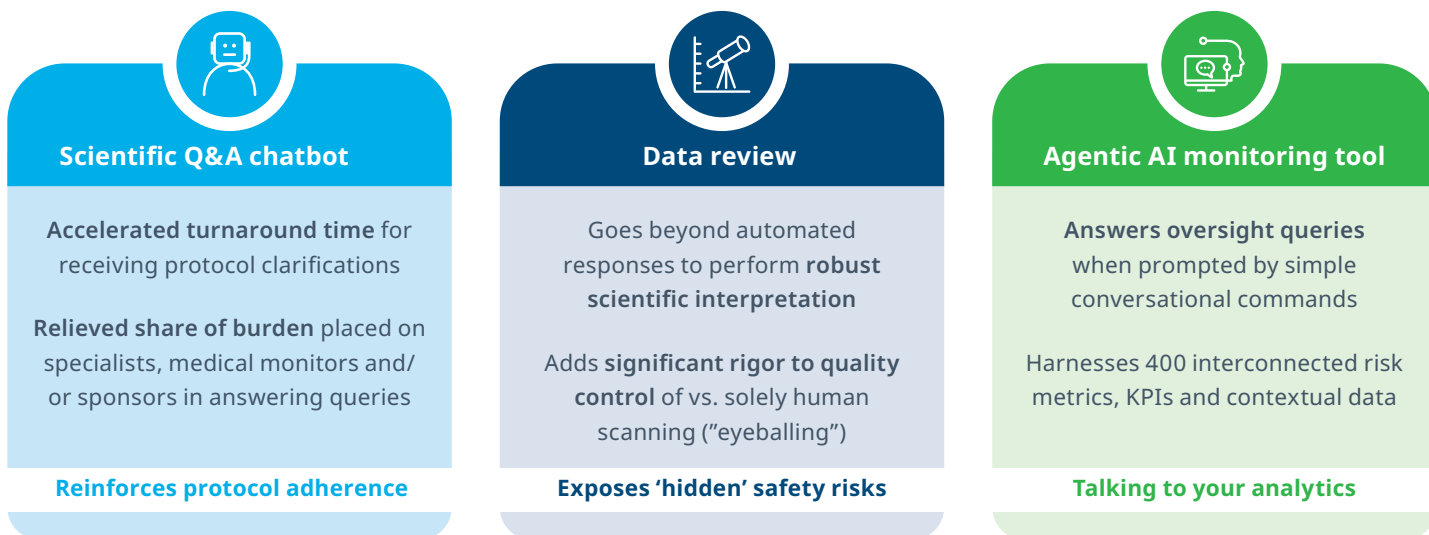 Scientific Q&A chatbot
Accelerated turnaround time for
receiving protocol clarifications
Relieved share of burden placed on
specialists, medical monitors and/
or sponsors in answering queries
Reinforces protocol adherence
Data review
Goes beyond automated
responses to perform robust
scientific interpretation
Adds significant rigor to quality
control of vs. solely human
scanning (”eyeballing”)
Exposes ‘hidden’ safety risks
Agentic AI monitoring tool
Answers oversight queries
when prompted by simple
conversational commands
Harnesses 400 interconnected risk
metrics, KPIs and contextual data
Talking to your analytics